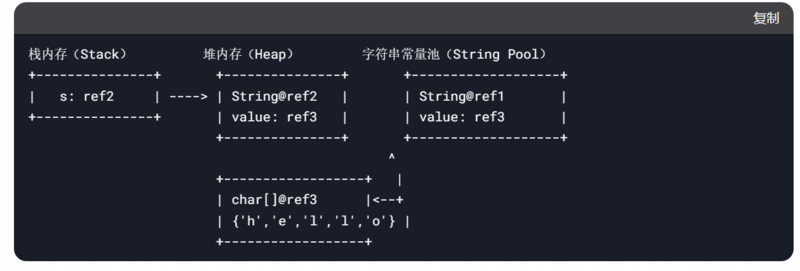 复制
栈内存（Stack）          堆内存（Heap）        字符串常量池（String Pool）
+---------------+       +---------------+       +-------------------+
|   s: ref2     | ----> | String@ref2   |       | String@ref1       |
+---------------+       | value: ref3   |       | value: ref3       |
                        +---------------+       +-------------------+
                                              ^
                        +------------------+   |
                        | char[]@ref3      |<--+
                        | {'h','e','l','l','o'} |
                        +------------------+